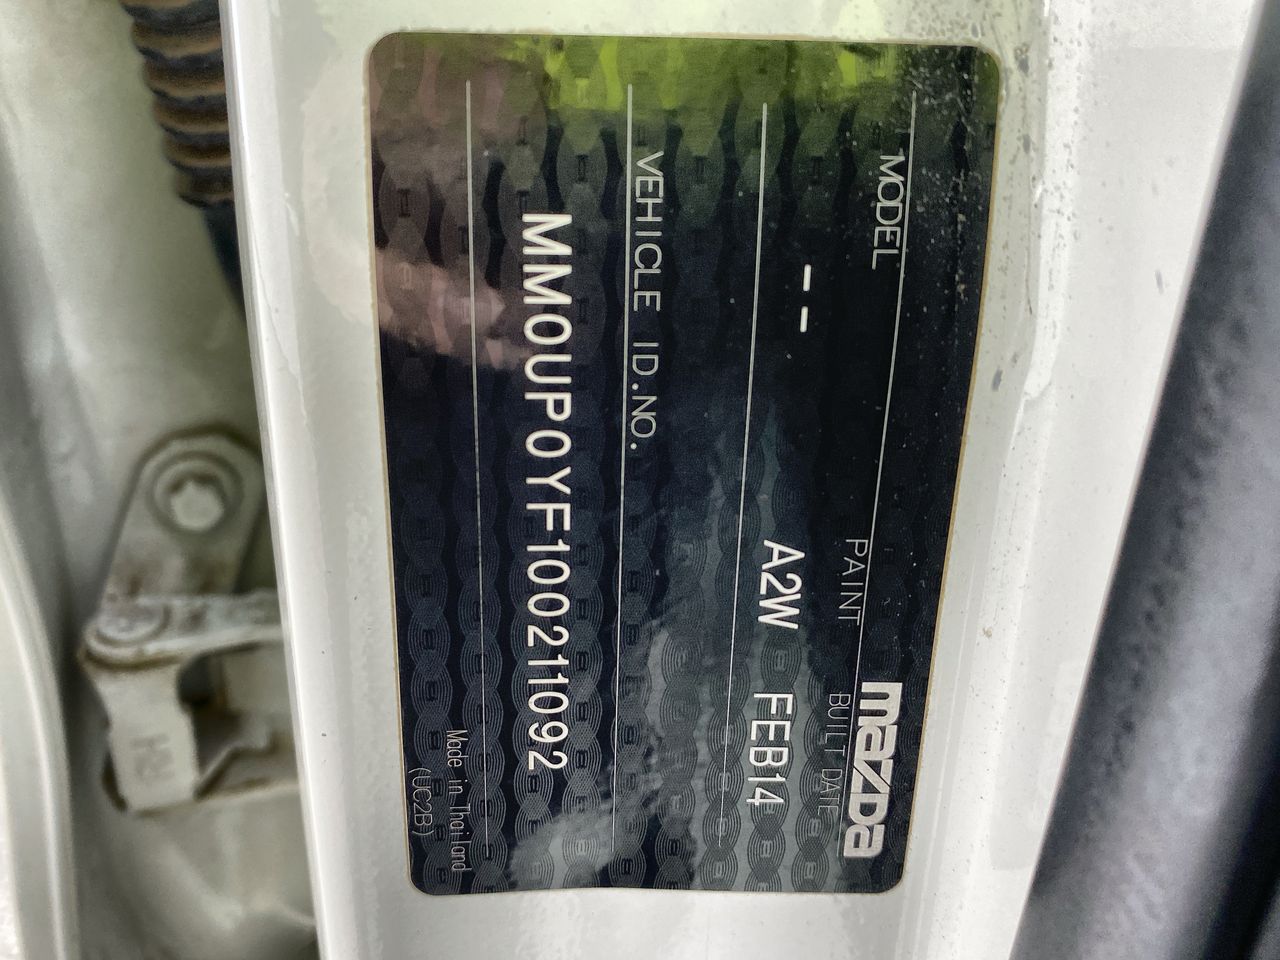 mazda
MODEL PAINT BUILT DATE
-- A2W FEB14
VEHICLE ID.NO.
MM0UP0YF100211092
Made in Thailand
(UC2B)